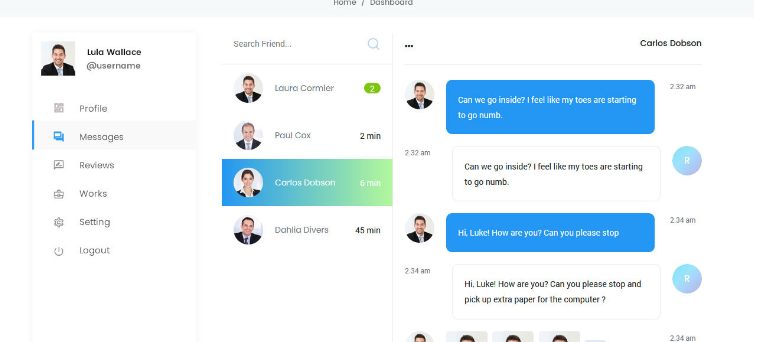 Home / Dashboard
Lula Wallace
@username
Profile
Messages
Reviews
Works
Setting
Logout
Search Friend...
Laura Cormier 2
Paul Cox 2 min
Carlos Dobson 6 min
Dahlia Divers 45 min
... Carlos Dobson
Can we go inside? I feel like my toes are starting
to go numb.
2:32 am
2:32 am
Can we go inside? I feel like my toes are starting
to go numb.
R
Hi, Luke! How are you? Can you please stop
2:34 am
2:34 am
Hi, Luke! How are you? Can you please stop and
pick up extra paper for the computer ?
R
2:34 am